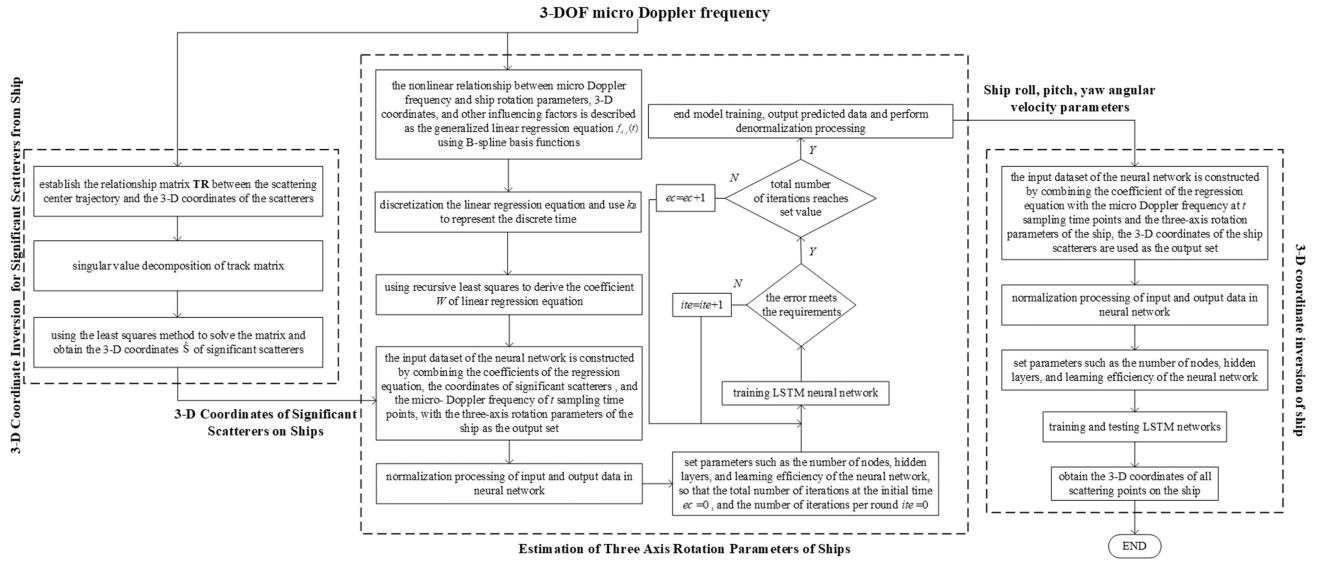 3-DOF micro Doppler frequency
3-D Coordinate Inversion for Significant Scatterers from Ship
establish the relationship matrix TR between the scattering
center trajectory and the 3-D coordinates of the scatterers
singular value decomposition of track matrix
using the least squares method to solve the matrix and
obtain the 3-D coordinates Ŝ of significant scatterers
3-D Coordinates of Significant
Scatterers on Ships
the nonlinear relationship between micro Doppler
frequency and ship rotation parameters, 3-D
coordinates, and other influencing factors is described
as the generalized linear regression equation
using B-spline basis functions
discretization the linear regression equation and use kB
to represent the discrete time
using recursive least squares to derive the coefficient
W of linear regression equation
the input dataset of the neural network is constructed
by combining the coefficients of the regression
equation, the coordinates of significant scatterers , and
the micro- Doppler frequency of t sampling time
points, with the three-axis rotation parameters of the
ship as the output set
normalization processing of input and output data in
neural network
set parameters such as the number of nodes, hidden
layers, and learning efficiency of the neural network,
so that the total number of iterations at the initial time
ec =0 , and the number of iterations per round ite =0
training LSTM neural network
the error meets
the requirements
N
ite=ite+1
Y
total number
of iterations reaches
set value
N
ec=ec+1
Y
end model training, output predicted data and perform
denormalization processing
Estimation of Three Axis Rotation Parameters of Ships
Ship roll, pitch, yaw angular
velocity parameters
the input dataset of the neural network is constructed
by combining the coefficient of the regression
equation with the micro Doppler frequency at t
sampling time points and the three-axis rotation
parameters of the ship, the 3-D coordinates of the ship
scatterers are used as the output set
normalization processing of input and output data in
neural network
set parameters such as the number of nodes, hidden
layers, and learning efficiency of the neural network
training and testing LSTM networks
obtain the 3-D coordinates of all
scattering points on the ship
END
3-D coordinate inversion of ship